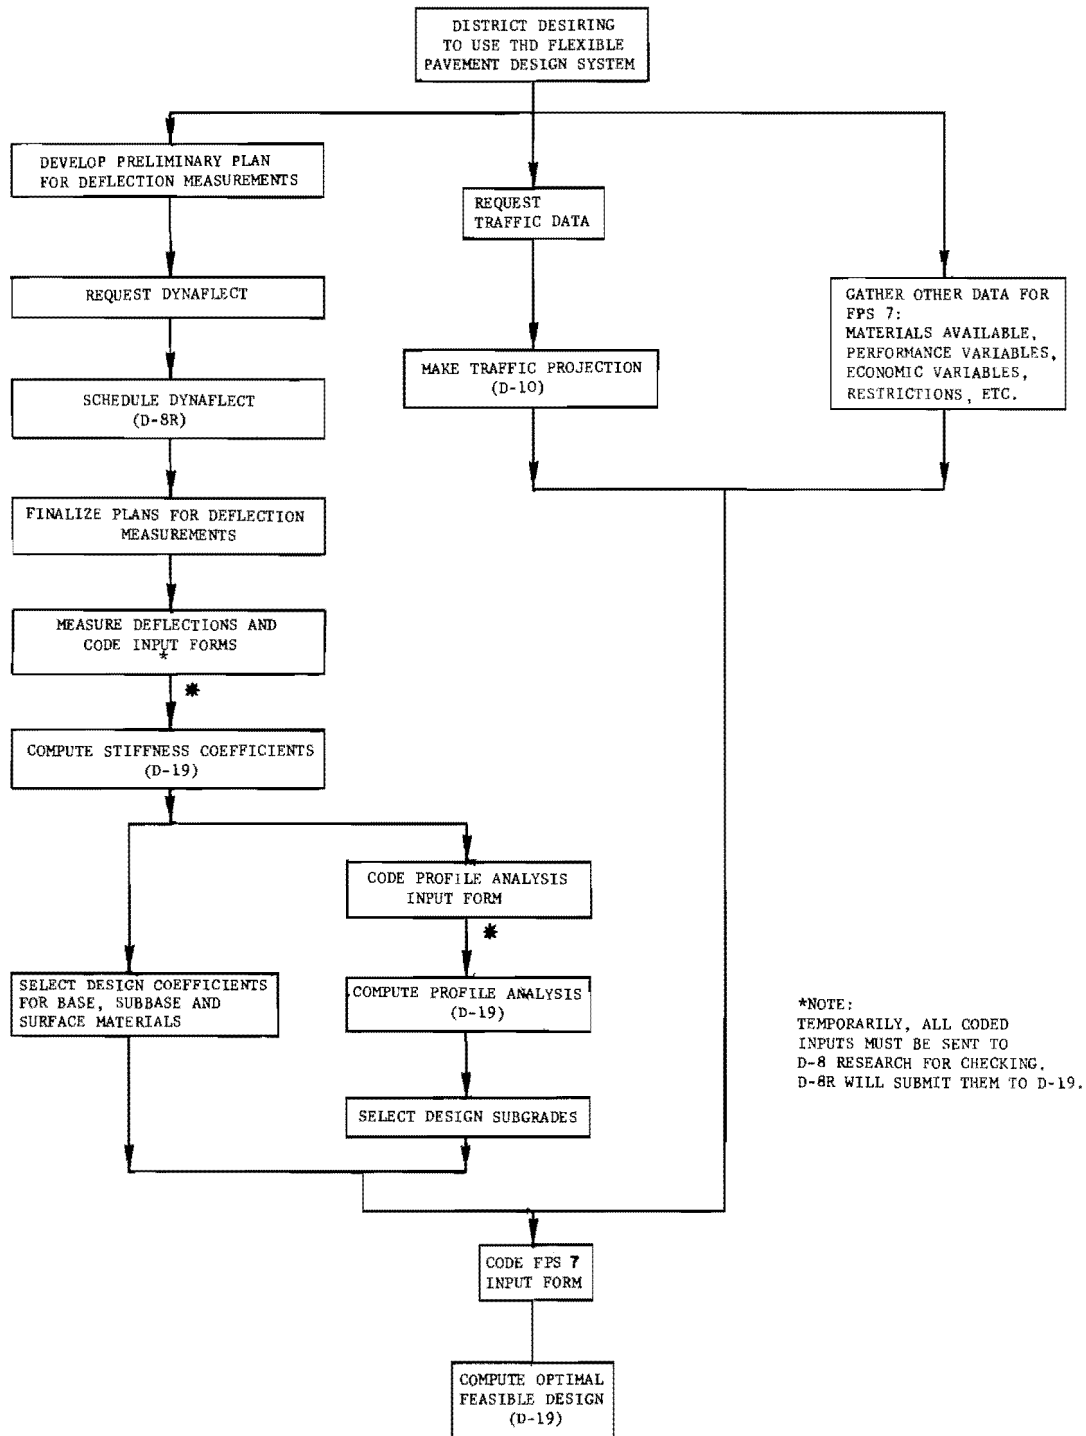 DISTRICT DESIRING
TO USE THD FLEXIBLE
PAVEMENT DESIGN SYSTEM
DEVELOP PRELIMINARY PLAN
FOR DEFLECTION MEASUREMENTS
REQUEST
TRAFFIC DATA
REQUEST DYNAFLECT
GATHER OTHER DATA FOR
FPS 7:
MATERIALS AVAILABLE,
PERFORMANCE VARIABLES,
ECONOMIC VARIABLES,
RESTRICTIONS, ETC.
MAKE TRAFFIC PROJECTION
(D-10)
SCHEDULE DYNAFLECT
(D-8R)
FINALIZE PLANS FOR DEFLECTION
MEASUREMENTS
MEASURE DEFLECTIONS AND
CODE INPUT FORMS
*
*
COMPUTE STIFFNESS COEFFICIENTS
(D-19)
CODE PROFILE ANALYSIS
INPUT FORM
*
SELECT DESIGN COEFFICIENTS
FOR BASE, SUBBASE AND
SURFACE MATERIALS
COMPUTE PROFILE ANALYSIS
(D-19)
*NOTE:
TEMPORARILY, ALL CODED
INPUTS MUST BE SENT TO
D-8 RESEARCH FOR CHECKING.
D-8R WILL SUBMIT THEM TO D-19.
SELECT DESIGN SUBGRADES
CODE FPS 7
INPUT FORM
COMPUTE OPTIMAL
FEASIBLE DESIGN
(D-19)